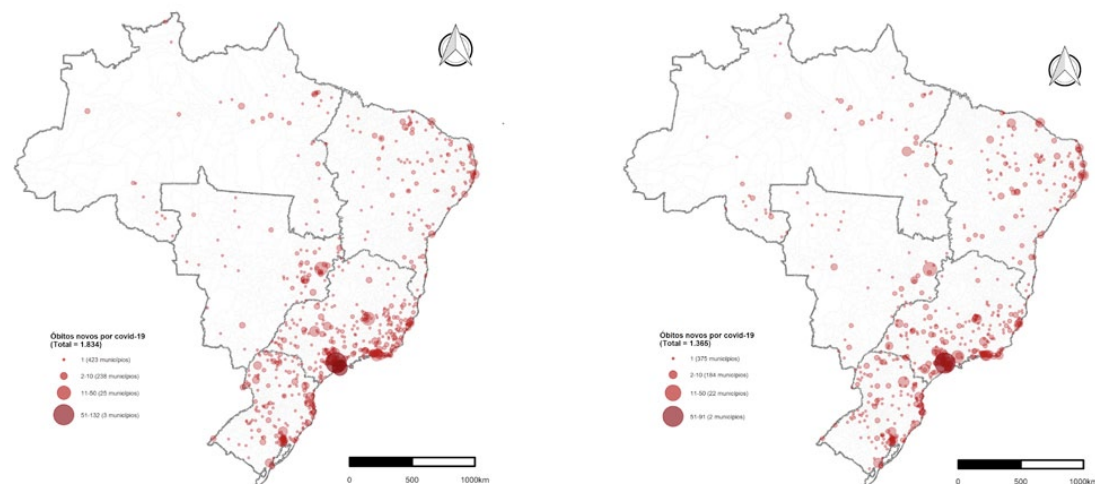 Óbitos novos por covid-19
(Total = 1.834)
1 (423 municípios)
2-10 (238 municípios)
11-50 (25 municípios)
51-132 (3 municípios)
0 500 1000km
Óbitos novos por covid-19
(Total = 1.365)
1 (375 municípios)
2-10 (184 municípios)
11-50 (22 municípios)
51-91 (2 municípios)
0 500 1000km